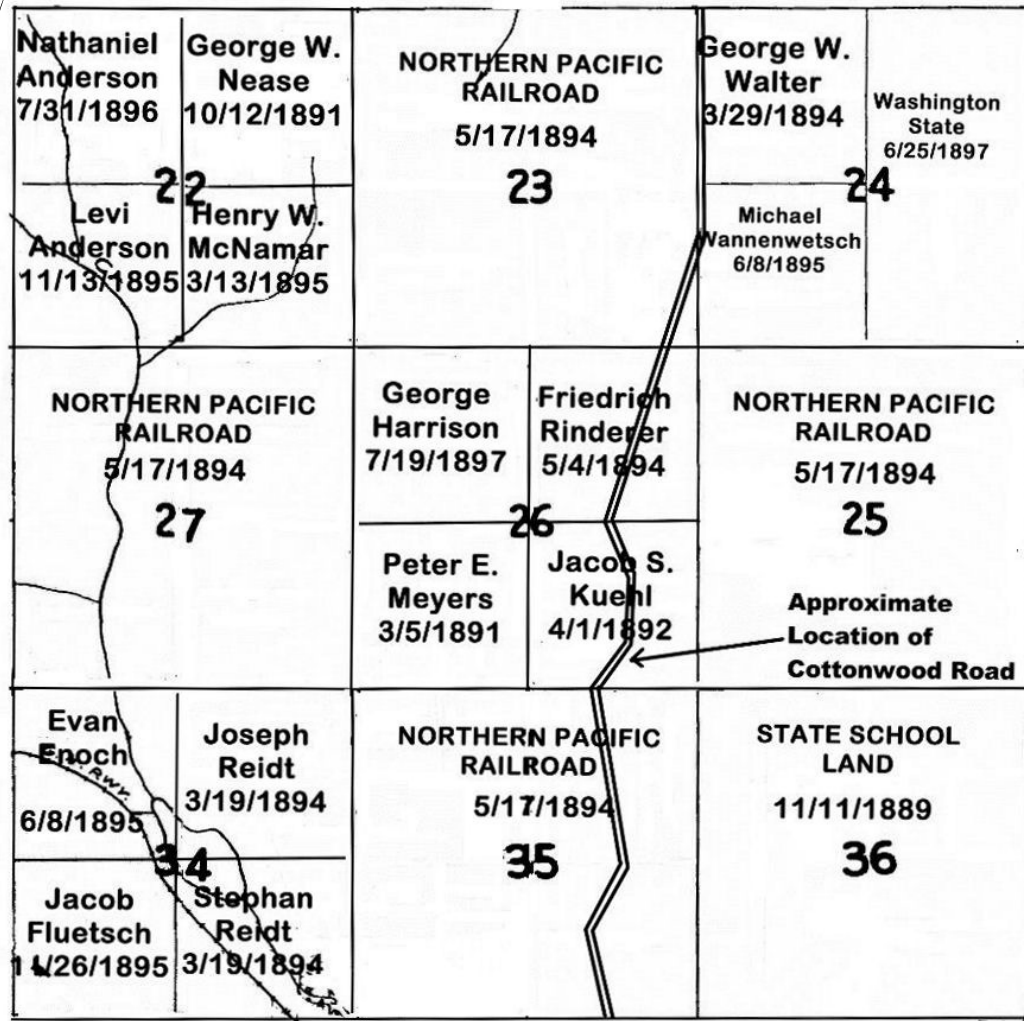 Nathaniel
Anderson
7/31/1896
George W.
Nease
10/12/1891
22
Levi
Anderson
11/13/1895
Henry W.
McNamar
3/13/1895
NORTHERN PACIFIC
RAILROAD
5/17/1894
23
George W.
Walter
3/29/1894
Washington
State
6/25/1897
24
Michael
Wannenwetsch
6/8/1895
NORTHERN PACIFIC
RAILROAD
5/17/1894
27
George
Harrison
7/19/1897
Friedrich
Rinderer
5/4/1894
26
Peter E.
Meyers
3/5/1891
Jacob S.
Kuehl
4/1/1892
NORTHERN PACIFIC
RAILROAD
5/17/1894
25
Approximate
Location of
Cottonwood Road
Evan
Enoch
RWY.
6/8/1895
Joseph
Reidt
3/19/1894
34
Jacob
Fluetsch
11/26/1895
Stephan
Reidt
3/19/1894
NORTHERN PACIFIC
RAILROAD
5/17/1894
35
STATE SCHOOL
LAND
11/11/1889
36